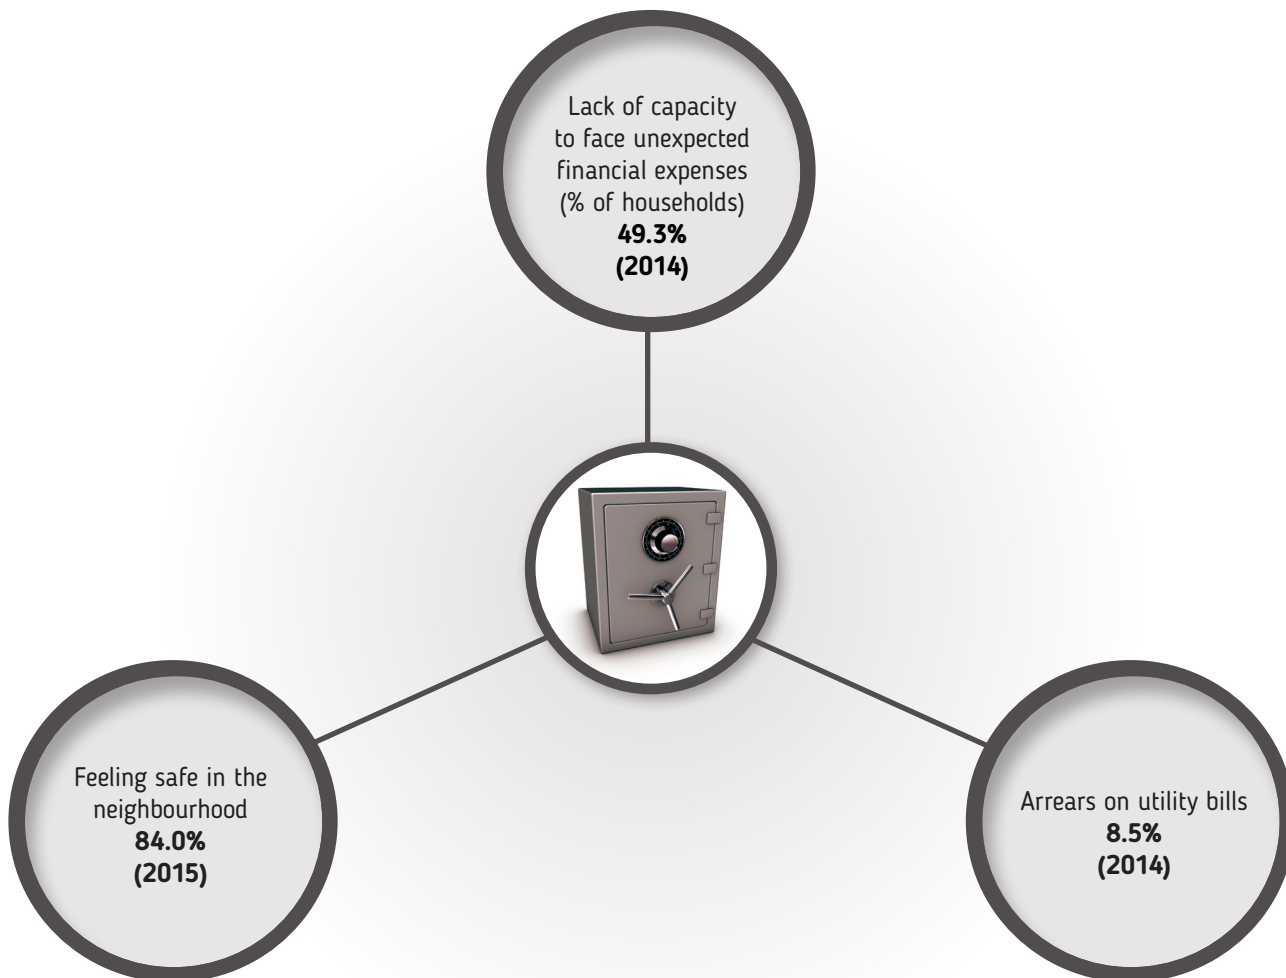 Lack of capacity
to face unexpected
financial expenses
(% of households)
49.3%
(2014)
Feeling safe in the
neighbourhood
84.0%
(2015)
Arrears on utility bills
8.5%
(2014)